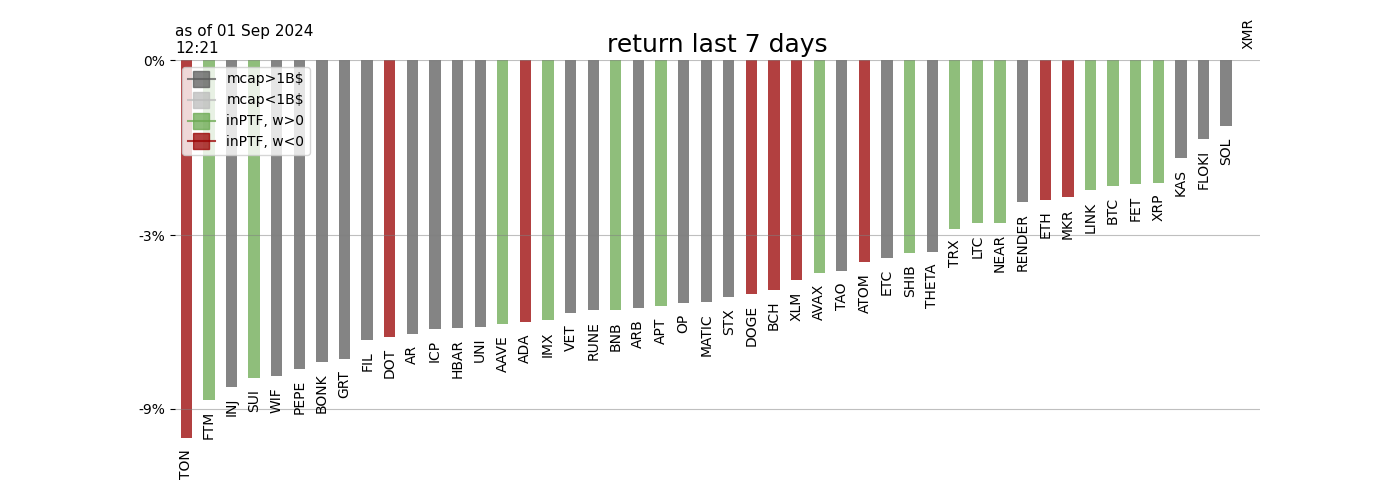 as of 01 Sep 2024
12:21
return last 7 days
XMR
0%
-3%
-9%
mcap>1B$
mcap<1B$
inPTF, w>0
inPTF, w<0
TON
FTM
INJ
SUI
WIF
PEPE
BONK
GRT
FIL
DOT
AR
ICP
HBAR
UNI
AAVE
ADA
IMX
VET
RUNE
BNB
ARB
APT
OP
MATIC
STX
DOGE
BCH
XLM
AVAX
TAO
ATOM
ETC
SHIB
THETA
TRX
LTC
NEAR
RENDER
ETH
MKR
LINK
BTC
FET
XRP
KAS
FLOKI
SOL